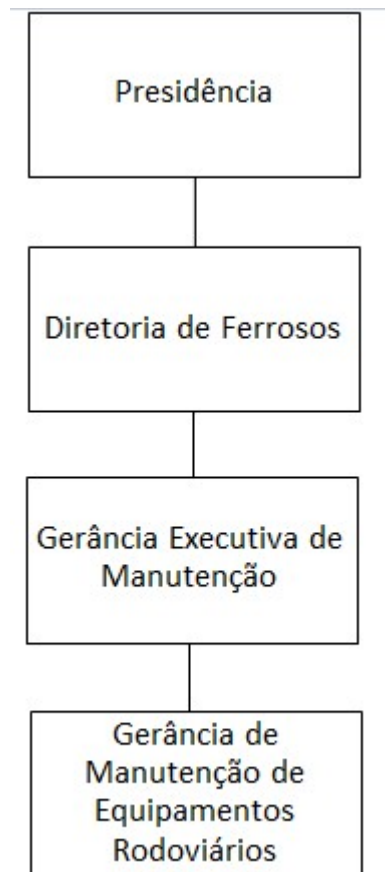 Presidência
Diretoria de Ferrosos
Gerância Executiva de
Manutenção
Gerância de
Manutenção de
Equipamentos
Rodoviários